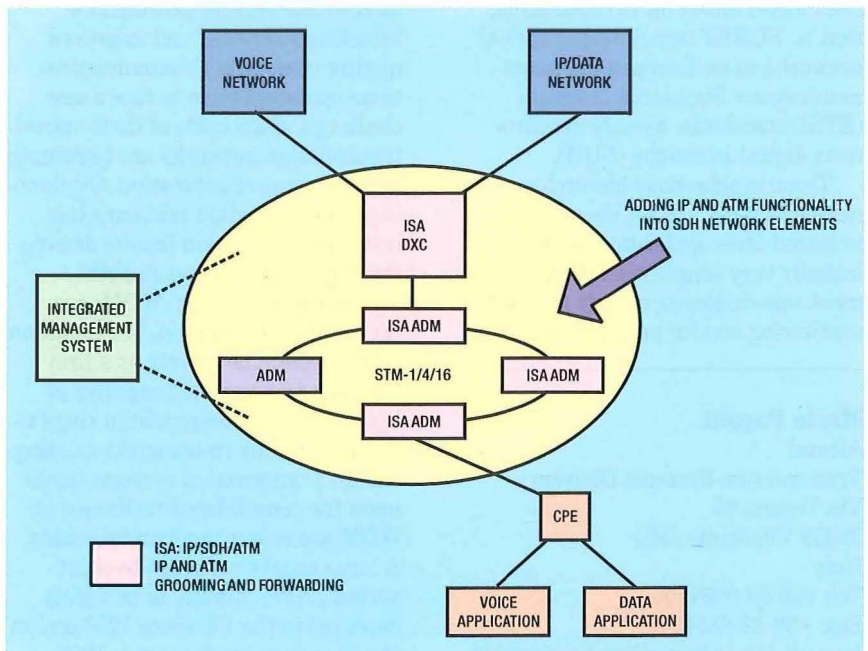 VOICE
NETWORK
IP/DATA
NETWORK
ISA
DXC
ADDING IP AND ATM FUNCTIONALITY
INTO SDH NETWORK ELEMENTS
INTEGRATED
MANAGEMENT
SYSTEM
ISA ADM
ADM
STM-1/4/16
ISA ADM
ISA ADM
CPE
ISA: IP/SDH/ATM
IP AND ATM
GROOMING AND FORWARDING
VOICE
APPLICATION
DATA
APPLICATION